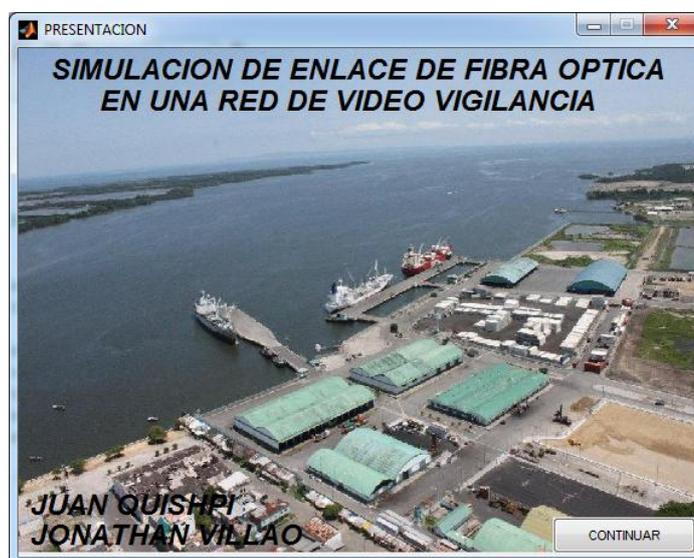 PRESENTACION
SIMULACION DE ENLACE DE FIBRA OPTICA
EN UNA RED DE VIDEO VIGILANCIA
JUAN QUISHPI
JONATHAN VILLAO
CONTINUAR